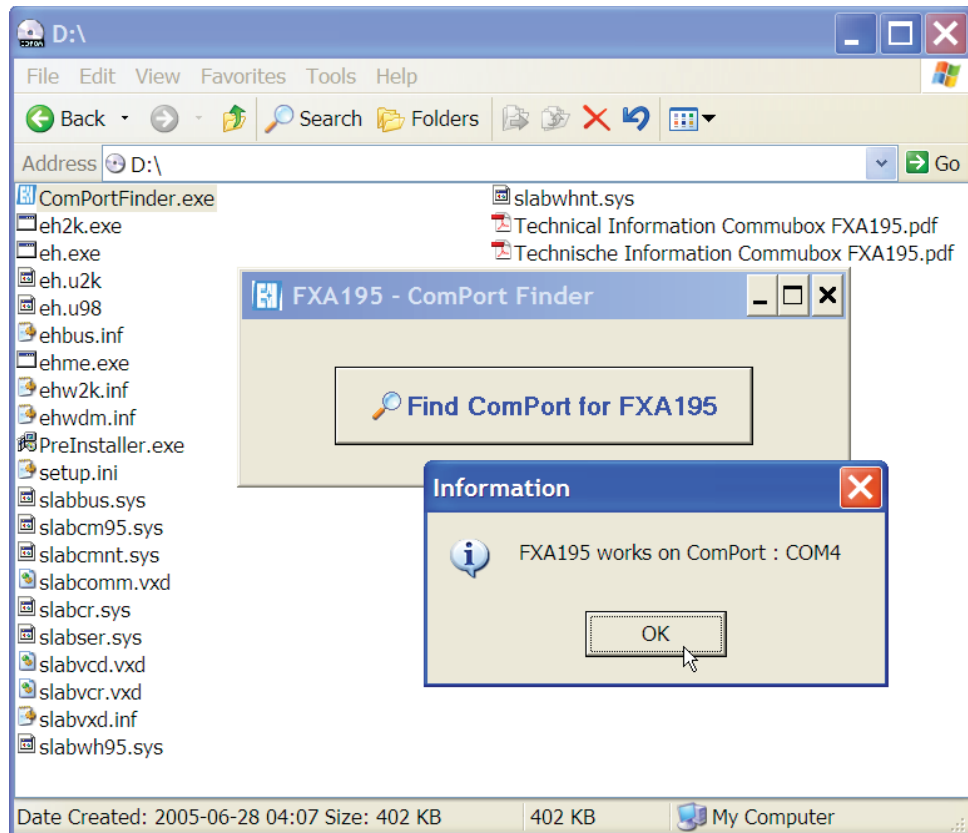 D:\
File Edit View Favorites Tools Help
Back Search Folders
Address D:\ Go
ComPortFinder.exe
eh2k.exe
eh.exe
eh.u2k
eh.u98
ehbus.inf
ehme.exe
ehw2k.inf
ehwdm.inf
PreInstaller.exe
setup.ini
slabbus.sys
slabcm95.sys
slabcmnt.sys
slabcomm.vxd
slabcr.sys
slabser.sys
slabvcd.vxd
slabvcr.vxd
slabvxd.inf
slabwh95.sys
slabwhnt.sys
Technical Information Commubox FXA195.pdf
Technische Information Commubox FXA195.pdf
FXA195 - ComPort Finder
Find ComPort for FXA195
Information
FXA195 works on ComPort : COM4
OK
Date Created: 2005-06-28 04:07 Size: 402 KB 402 KB My Computer